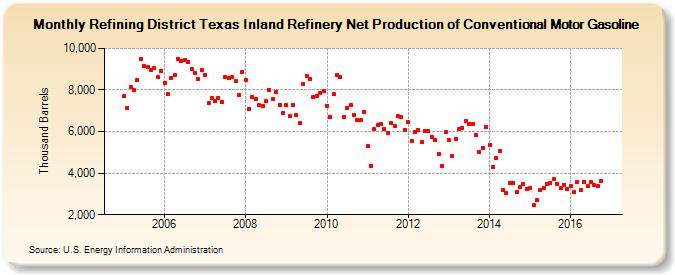 Monthly Refining District Texas Inland Refinery Net Production of Conventional Motor Gasoline
Thousand Barrels
10,000
8,000
6,000
4,000
2,000
2006 2008 2010 2012 2014 2016
Source: U.S. Energy Information Administration